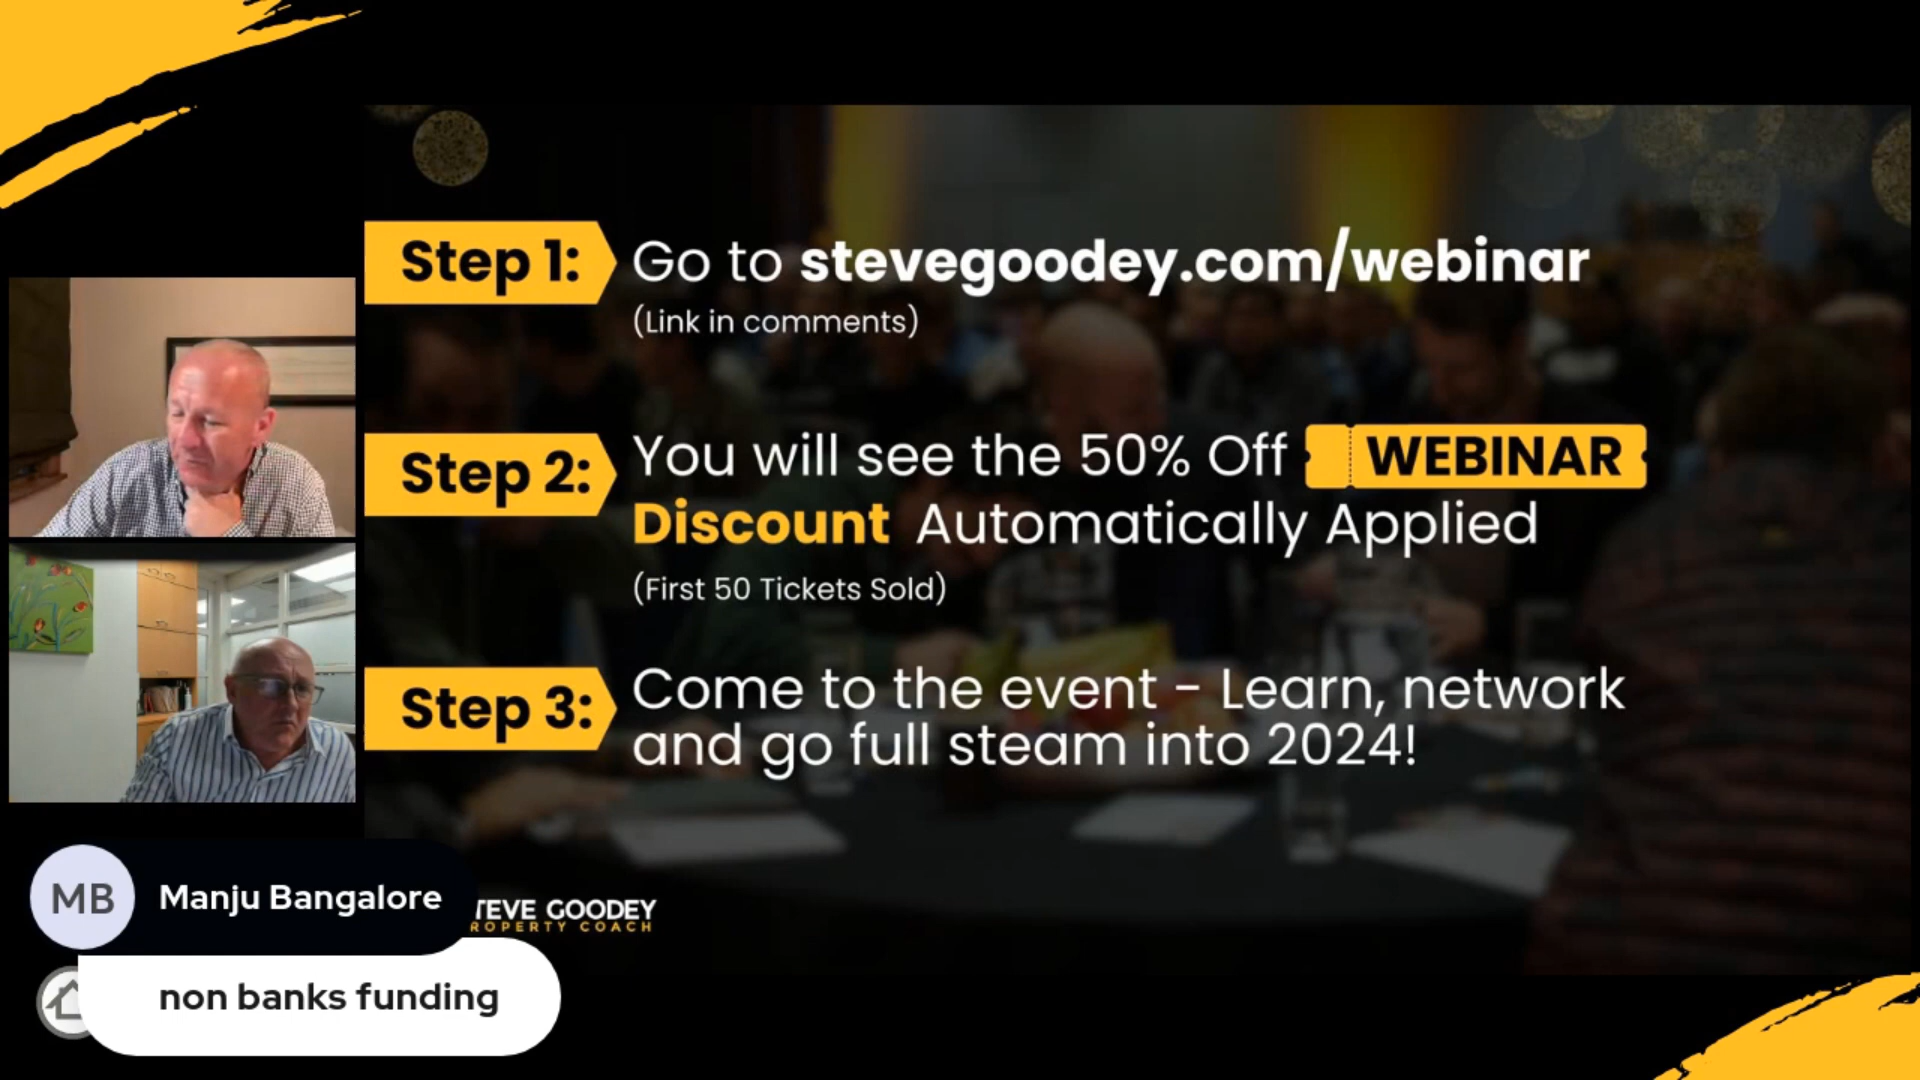 Step 1:
Go to stevegoodey.com/webinar
(Link in comments)
Step 2:
You will see the 50% Off WEBINAR
Discount Automatically Applied
(First 50 Tickets Sold)
Step 3:
Come to the event - Learn, network
and go full steam into 2024!
MB
Manju Bangalore
TEVE GOODEY
ROPERTY COACH
non banks funding